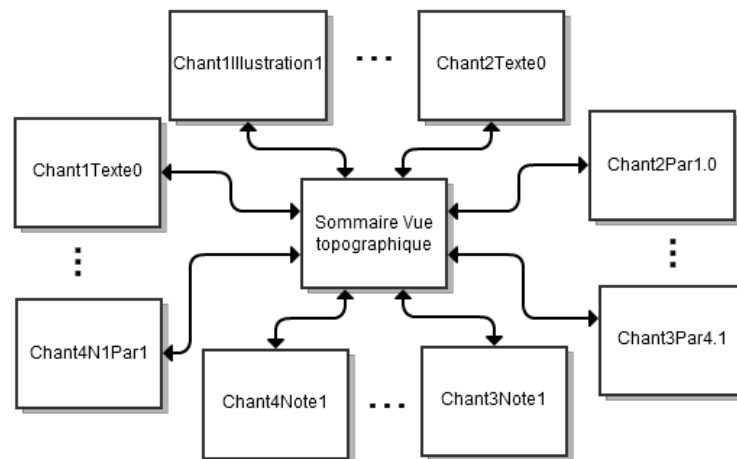 Chant1Illustration1
...
Chant2Texte0
Chant1Texte0
Chant2Par1.0
Sommaire Vue
topographique
Chant4N1Par1
Chant3Par4.1
Chant4Note1
...
Chant3Note1